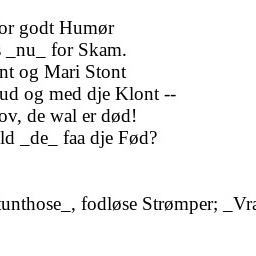 or godt Humør
_nu_ for Skam.
nt og Mari Stont
ud og med dje Klont --
ov, de wal er død!
ld _de_ faa dje Fød?
tunthose_, fodløse Strømper; _Vra